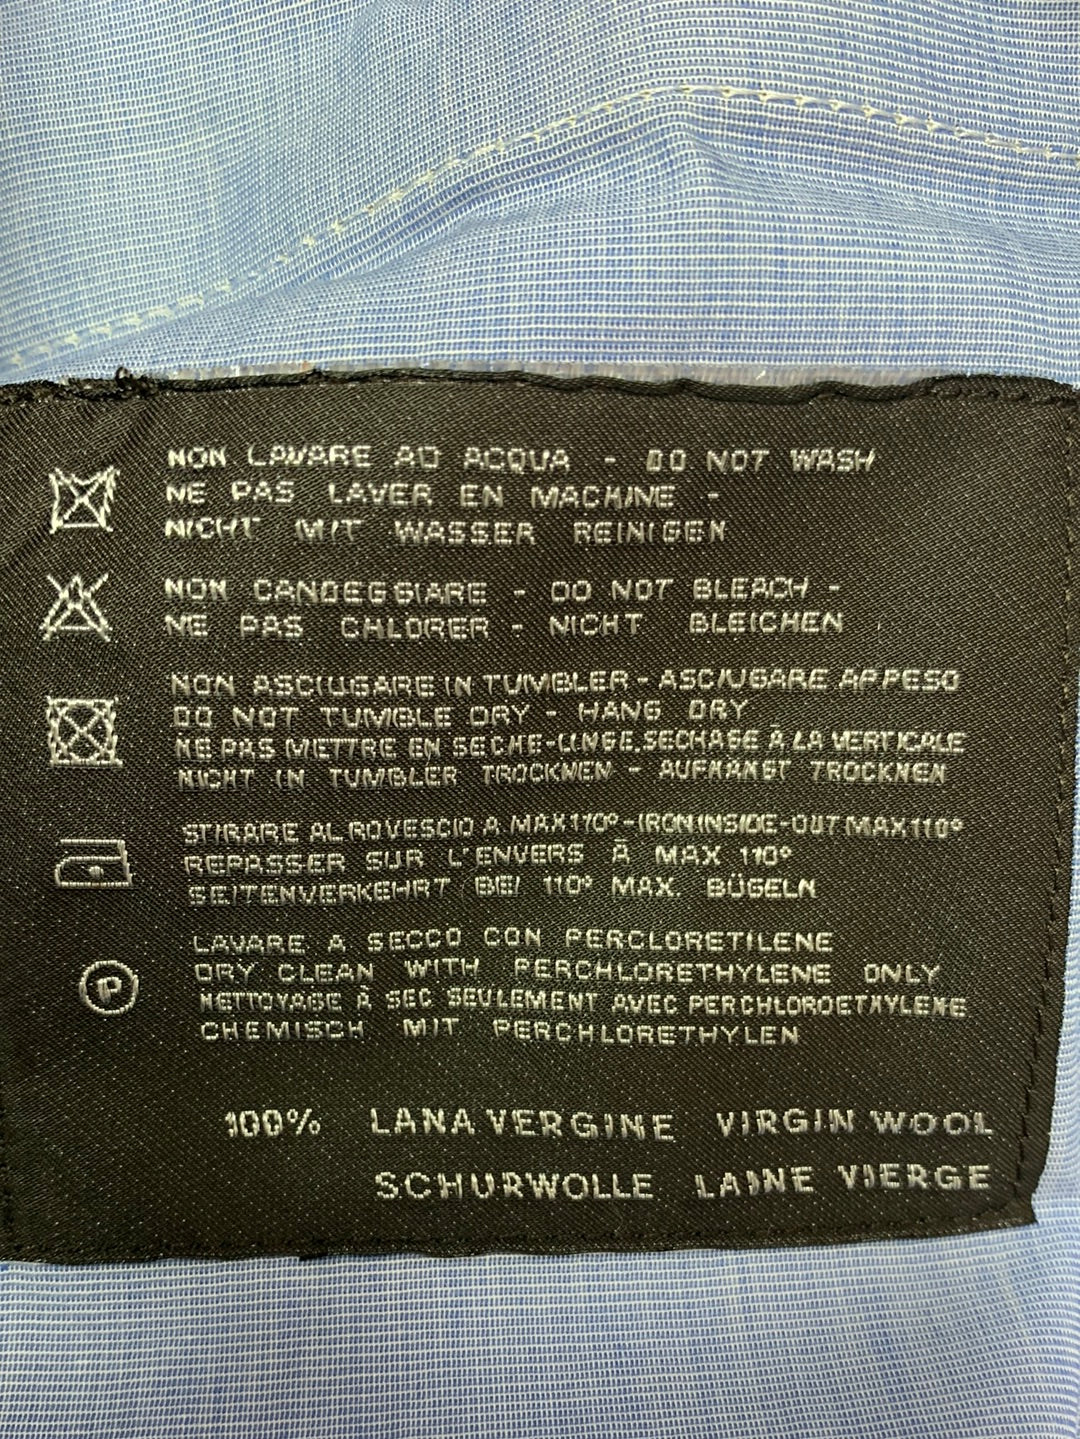 NON LAVARE AD ACQUA - DO NOT WASH
NE PAS LAVER EN MACHINE -
NICHT MIT WASSER REINIGEN
NON CANDEGGIARE - DO NOT BLEACH -
NE PAS CHLORER - NICHT BLEICHEN
NON ASCIUGARE IN TUMBLER - ASCIUGARE APPESO
DO NOT TUMBLE DRY - HANG DRY
NE PAS METTRE EN SECHE-LINGE.SECHAGE À LA VERTICALE
NICHT IN TUMBLER TROCKNEN - AUFHANGT TROCKNEN
STIRARE AL ROVESCIO A MAX 110° - IRON INSIDE-OUT MAX 110°
REPASSER SUR L'ENVERS À MAX 110°
SEITENVERKEHRT BEI 110° MAX. BÜGELN
P
LAVARE A SECCO CON PERCLORETILENE
DRY CLEAN WITH PERCHLORETHYLENE ONLY
NETTOYAGE À SEC SEULEMENT AVEC PERCHLOROETHYLENE
CHEMISCH MIT PERCHLORETHYLEN
100% LANA VERGINE VIRGIN WOOL
SCHURWOLLE LAINE VIERGE